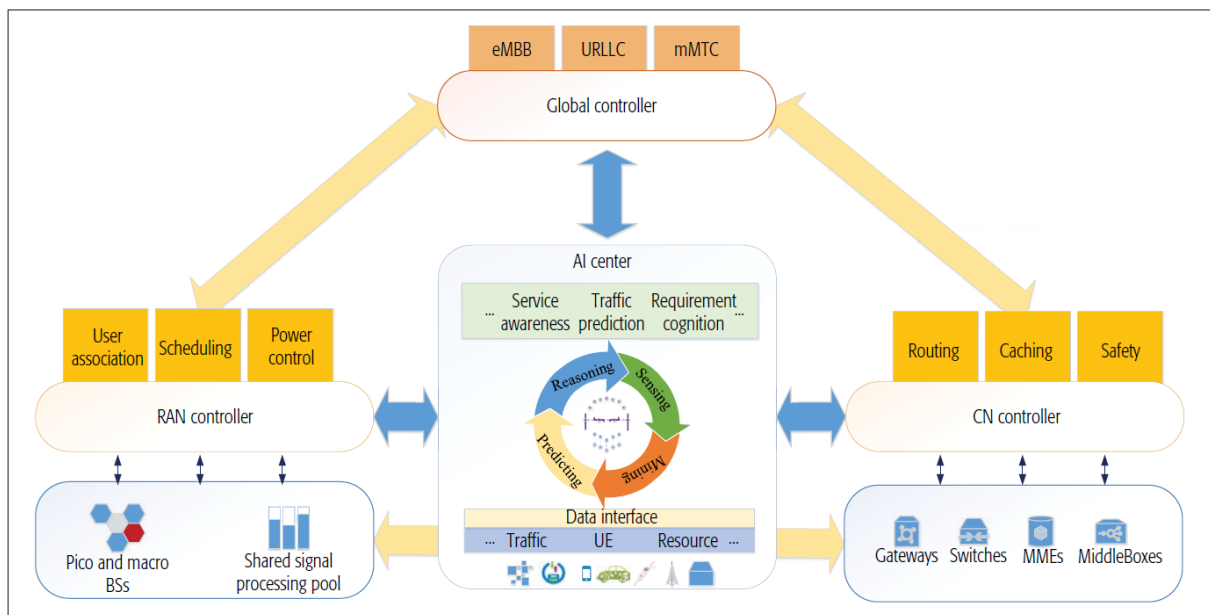 eMBB
URLLC
mMTC
Global controller
AI center
... Service awareness
Traffic prediction
Requirement cognition ...
User association
Scheduling
Power control
RAN controller
Routing
Caching
Safety
CN controller
Reasoning
Sensing
Mining
Predicting
Data interface
... Traffic UE Resource ...
Pico and macro
BSs
Shared signal
processing pool
Gateways
Switches
MMEs
MiddleBoxes